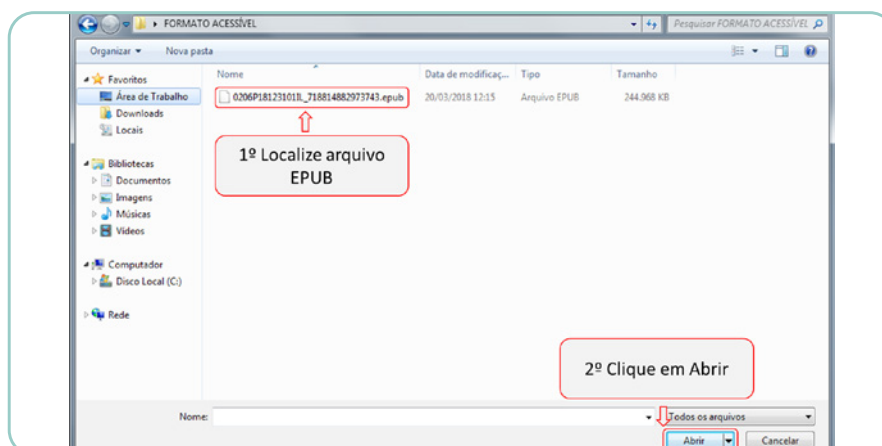 FORMATO ACESSÍVEL
Pesquisar FORMATO ACESSÍVEL
Organizar
Nova pasta
Favoritos
Área de Trabalho
Downloads
Locais
Bibliotecas
Documentos
Imagens
Músicas
Vídeos
Computador
Disco Local (C:)
Rede
Nome Data de modificaç... Tipo Tamanho
0206P18123101IL_718814882973743.epub 20/03/2018 12:15 Arquivo EPUB 244.968 KB
1º Localize arquivo
EPUB
2º Clique em Abrir
Nome:
Todos os arquivos
Abrir
Cancelar